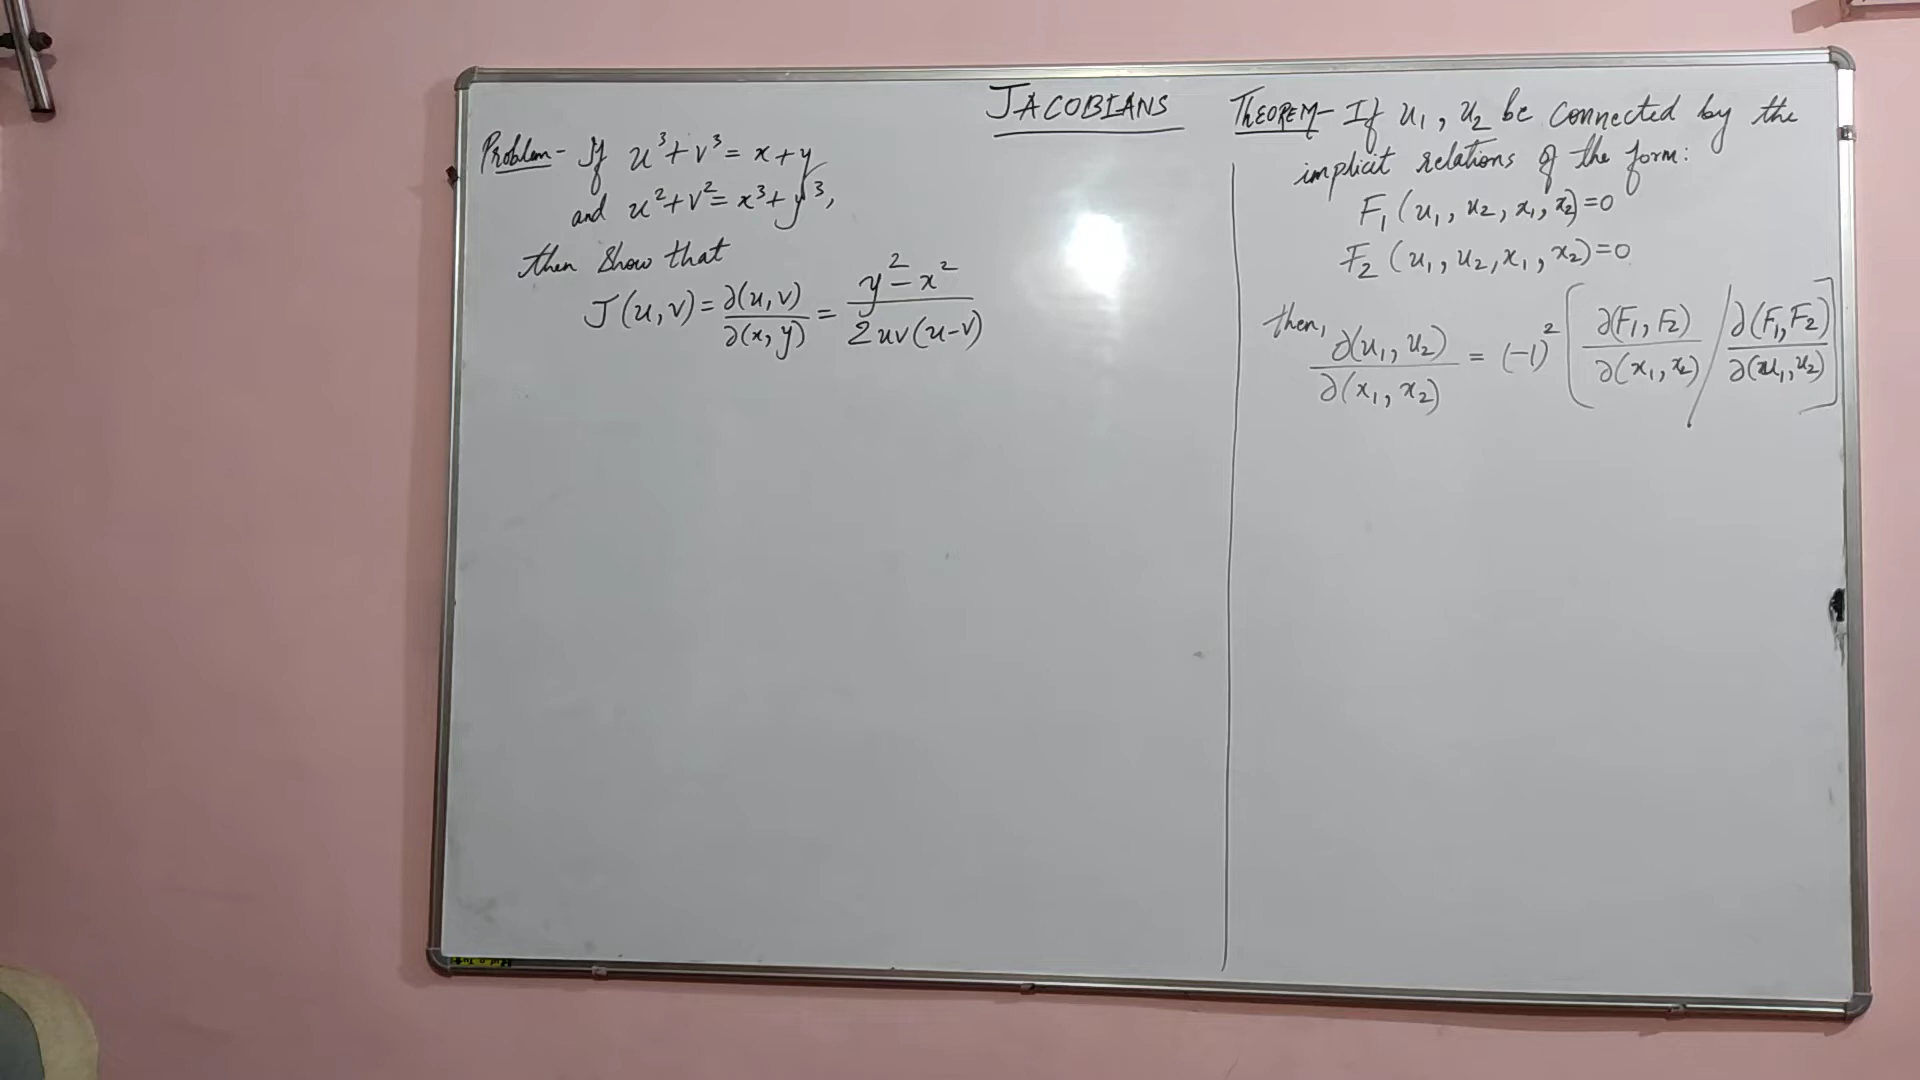 JACOBIANS
Problem- If u³+v³= x+y
and u²+v²= x³+y³,
then Show that
J(u,v)= ∂(u,v)/∂(x,y) = y²-x² / 2uv(u-v)
THEOREM- If u₁, u₂ be connected by the
implicit relations of the form:
F₁(u₁, u₂, x₁, x₂)=0
F₂(u₁, u₂, x₁, x₂)=0
then, ∂(u₁, u₂)/∂(x₁, x₂) = (-1)² [ ∂(F₁, F₂)/∂(x₁, x₂) / ∂(F₁, F₂)/∂(u₁, u₂) ]